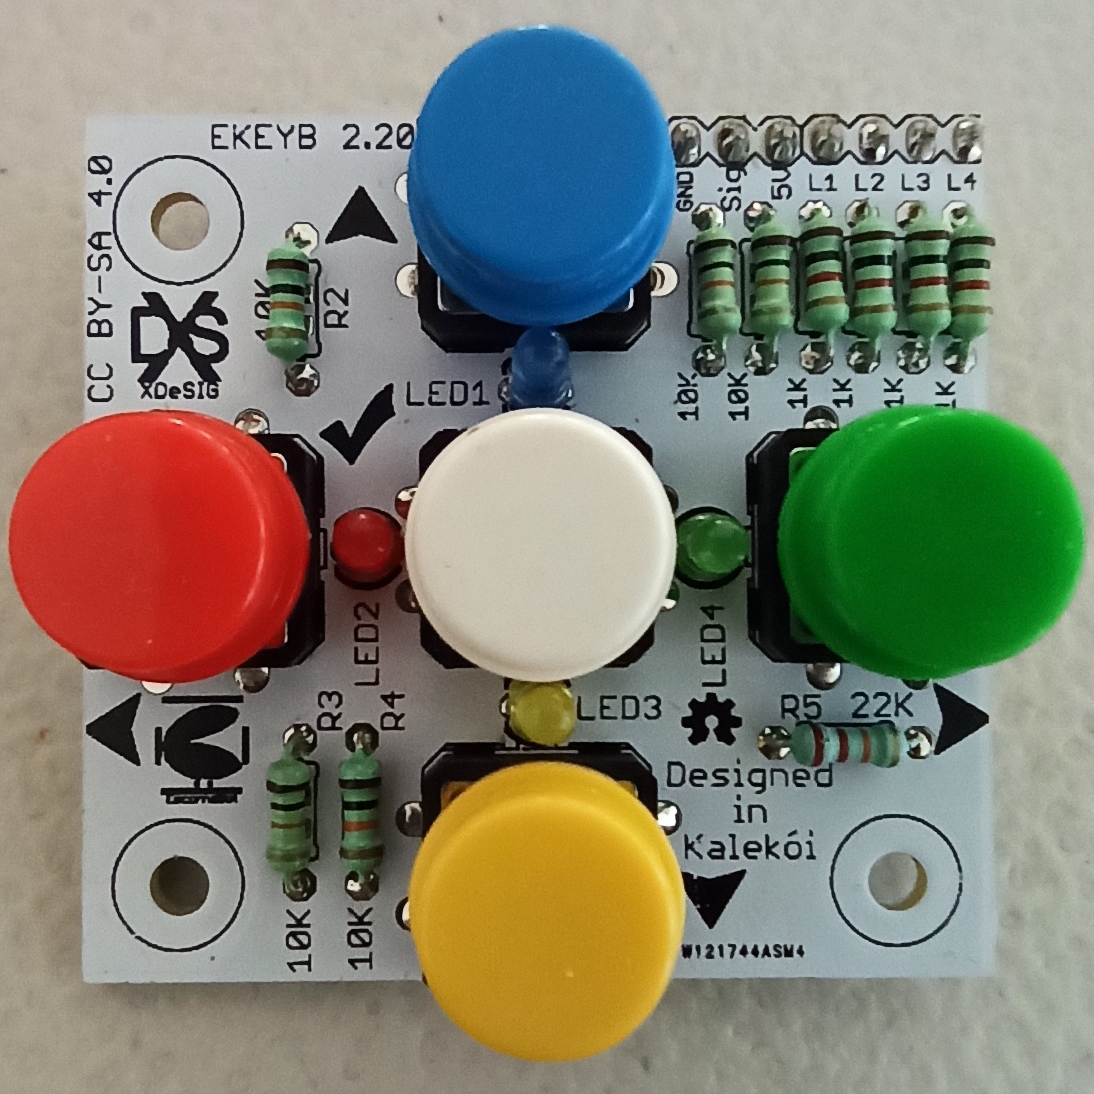 EKEYB 2.20
CC BY-SA 4.0
GND
Sig
5V
L1 L2 L3 L4
10K
R2
DXS
XDeSIG
LED1
10K
10K
1K
1K
1K
1K
LED2
LED4
LED3
R3
R4
R5 22K
Designed
in
Kalekói
10K
10K
W121744ASM4